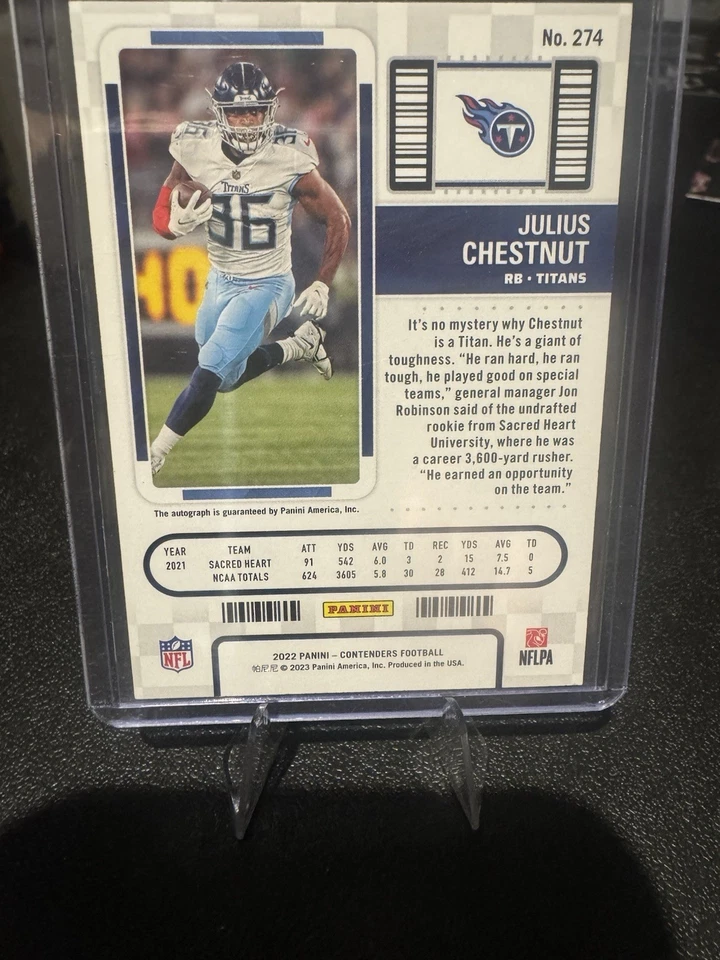 No. 274
36
36
TITANS
36
HO
T
JULIUS
CHESTNUT
RB • TITANS
It's no mystery why Chestnut
is a Titan. He's a giant of
toughness. "He ran hard, he ran
tough, he played good on special
teams," general manager Jon
Robinson said of the undrafted
rookie from Sacred Heart
University, where he was
a career 3,600-yard rusher.
"He earned an opportunity
on the team."
The autograph is guaranteed by Panini America, Inc.
YEAR TEAM ATT YDS AVG TD REC YDS AVG TD
2021 SACRED HEART 91 542 6.0 3 2 15 7.5 0
NCAA TOTALS 624 3605 5.8 30 28 412 14.7 5
PANINI
NFL
2022 PANINI – CONTENDERS FOOTBALL
帕尼尼 © 2023 Panini America, Inc. Produced in the USA.
NFLPA